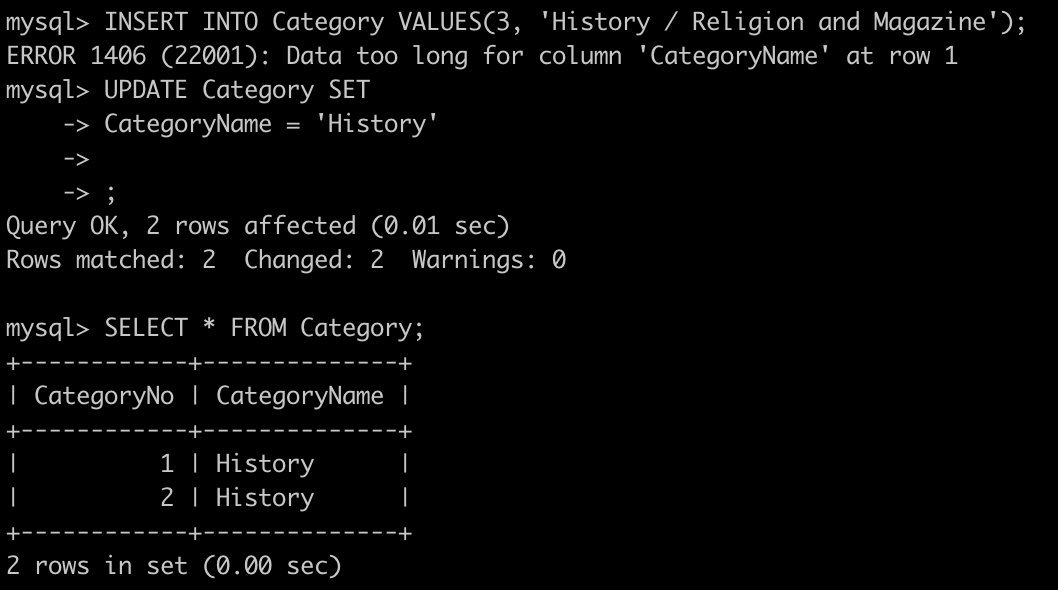 mysql> INSERT INTO Category VALUES(3, 'History / Religion and Magazine');
ERROR 1406 (22001): Data too long for column 'CategoryName' at row 1
mysql> UPDATE Category SET
    -> CategoryName = 'History'
    ->
    -> ;
Query OK, 2 rows affected (0.01 sec)
Rows matched: 2  Changed: 2  Warnings: 0

mysql> SELECT * FROM Category;
+------------+--------------+
| CategoryNo | CategoryName |
+------------+--------------+
|          1 | History      |
|          2 | History      |
+------------+--------------+
2 rows in set (0.00 sec)